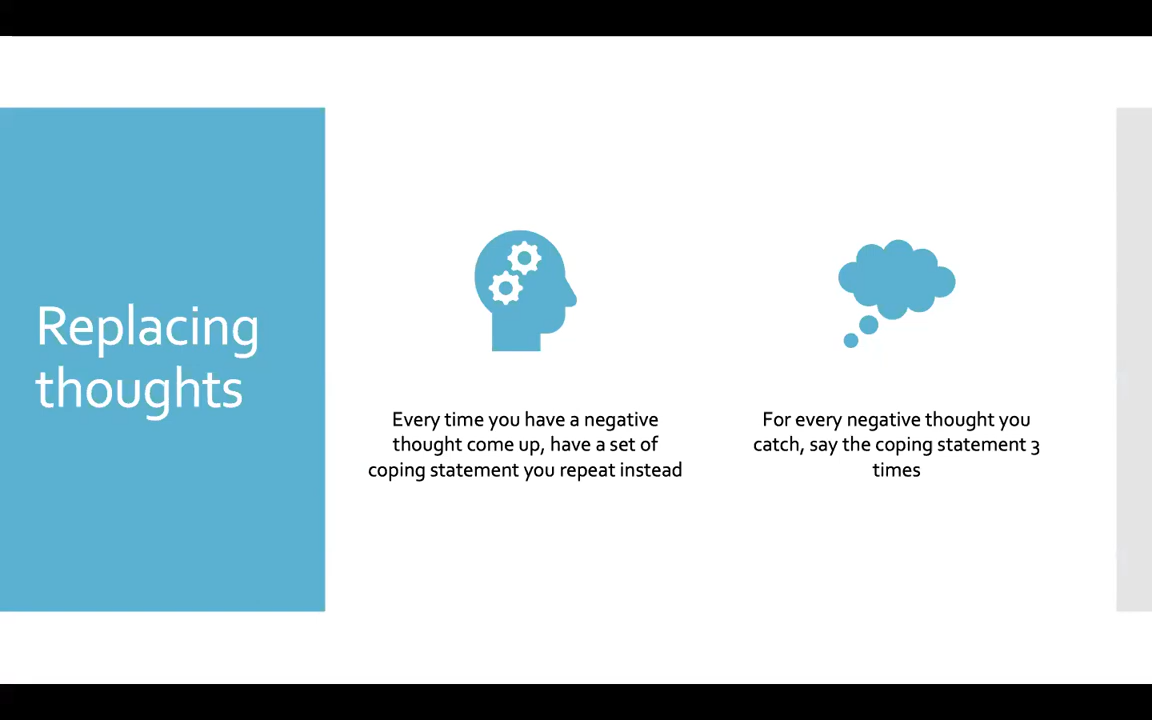 Replacing
thoughts
Every time you have a negative
thought come up, have a set of
coping statement you repeat instead
For every negative thought you
catch, say the coping statement 3
times